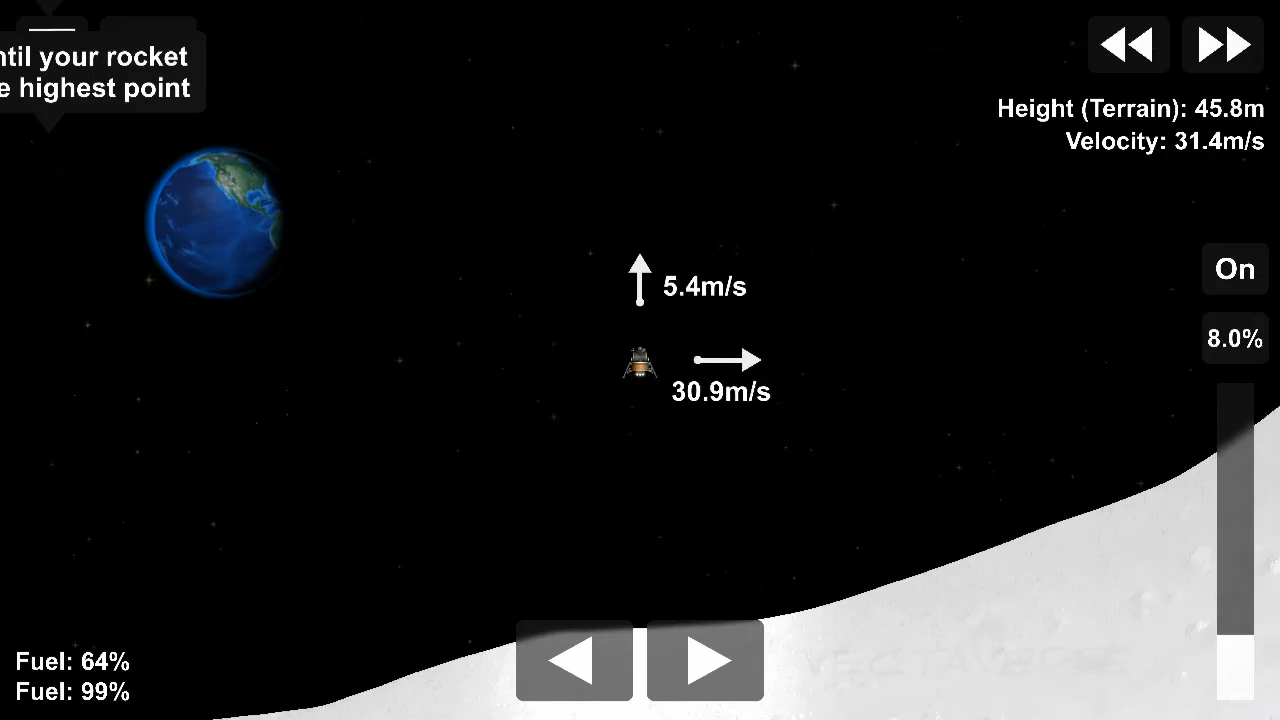 ntil your rocket
e highest point
Height (Terrain): 45.8m
Velocity: 31.4m/s
5.4m/s
On
8.0%
30.9m/s
Fuel: 64%
Fuel: 99%